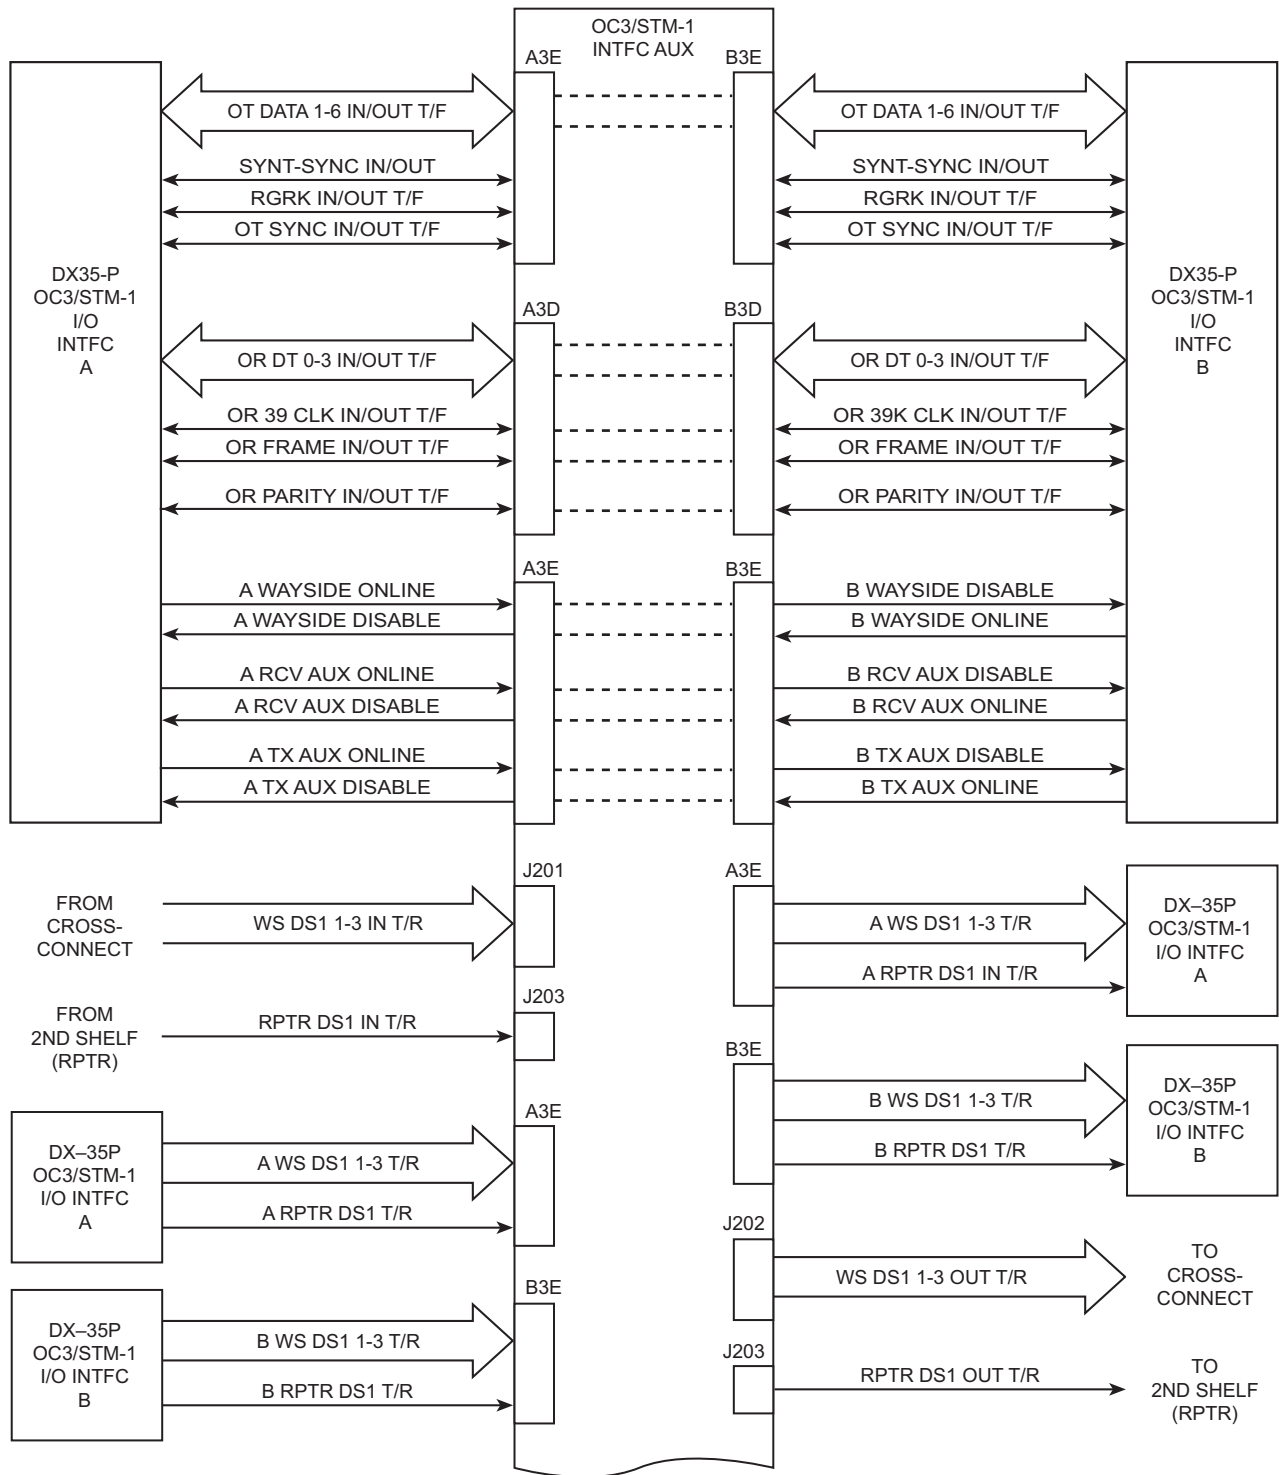 OC3/STM-1
INTFC AUX
A3E
B3E
OT DATA 1-6 IN/OUT T/F
OT DATA 1-6 IN/OUT T/F
SYNT-SYNC IN/OUT
SYNT-SYNC IN/OUT
RGRK IN/OUT T/F
RGRK IN/OUT T/F
OT SYNC IN/OUT T/F
OT SYNC IN/OUT T/F
DX35-P
OC3/STM-1
I/O
INTFC
A
DX35-P
OC3/STM-1
I/O
INTFC
B
A3D
B3D
OR DT 0-3 IN/OUT T/F
OR DT 0-3 IN/OUT T/F
OR 39 CLK IN/OUT T/F
OR 39K CLK IN/OUT T/F
OR FRAME IN/OUT T/F
OR FRAME IN/OUT T/F
OR PARITY IN/OUT T/F
OR PARITY IN/OUT T/F
A3E
B3E
A WAYSIDE ONLINE
B WAYSIDE DISABLE
A WAYSIDE DISABLE
B WAYSIDE ONLINE
A RCV AUX ONLINE
B RCV AUX DISABLE
A RCV AUX DISABLE
B RCV AUX ONLINE
A TX AUX ONLINE
B TX AUX DISABLE
A TX AUX DISABLE
B TX AUX ONLINE
FROM
CROSS-
CONNECT
J201
WS DS1 1-3 IN T/R
A3E
A WS DS1 1-3 T/R
A RPTR DS1 IN T/R
DX–35P
OC3/STM-1
I/O INTFC
A
FROM
2ND SHELF
(RPTR)
J203
RPTR DS1 IN T/R
B3E
B WS DS1 1-3 T/R
B RPTR DS1 T/R
DX–35P
OC3/STM-1
I/O INTFC
B
DX–35P
OC3/STM-1
I/O INTFC
A
A3E
A WS DS1 1-3 T/R
A RPTR DS1 T/R
J202
WS DS1 1-3 OUT T/R
TO
CROSS-
CONNECT
DX–35P
OC3/STM-1
I/O INTFC
B
B3E
B WS DS1 1-3 T/R
B RPTR DS1 T/R
J203
RPTR DS1 OUT T/R
TO
2ND SHELF
(RPTR)